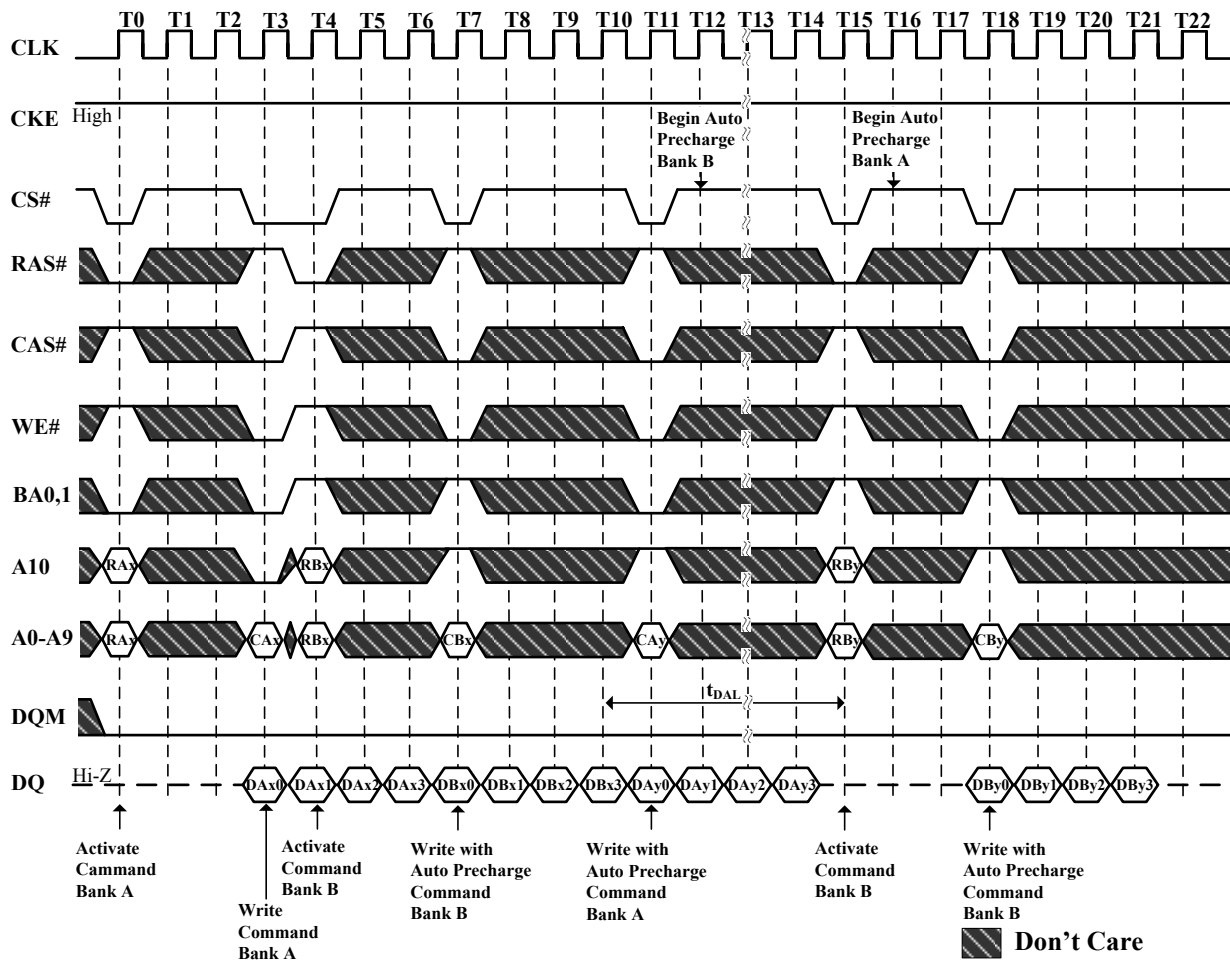 T0 T1 T2 T3 T4 T5 T6 T7 T8 T9 T10 T11 T12 T13 T14 T15 T16 T17 T18 T19 T20 T21 T22
CLK
CKE High
Begin Auto
Precharge
Bank B
Begin Auto
Precharge
Bank A
CS#
RAS#
CAS#
WE#
BA0,1
A10 RAx RBx RBy
A0-A9 RAx CAx RBx CBx CAy RBy CBy
tDAL
DQM
DQ Hi-Z DAx0 DAx1 DAx2 DAx3 DBx0 DBx1 DBx2 DBx3 DAy0 DAy1 DAy2 DAy3 DBy0 DBy1 DBy2 DBy3
Activate
Cammand
Bank A
Write
Command
Bank A
Activate
Command
Bank B
Write with
Auto Precharge
Command
Bank B
Write with
Auto Precharge
Command
Bank A
Activate
Command
Bank B
Write with
Auto Precharge
Command
Bank B
Don't Care